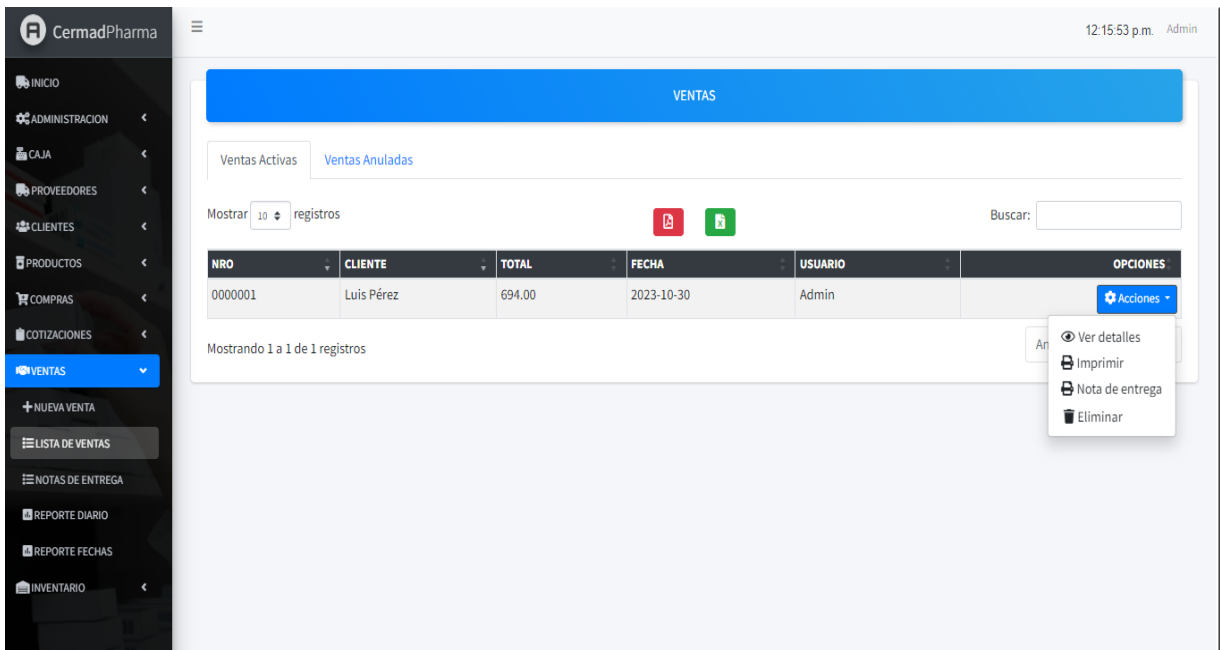 CermadPharma
12:15:53 p.m. Admin
INICIO
ADMINISTRACION
CAJA
PROVEEDORES
CLIENTES
PRODUCTOS
COMPRAS
COTIZACIONES
VENTAS
NUEVA VENTA
LISTA DE VENTAS
NOTAS DE ENTREGA
REPORTE DIARIO
REPORTE FECHAS
INVENTARIO
VENTAS
Ventas Activas Ventas Anuladas
Mostrar 10 registros Buscar:
NRO CLIENTE TOTAL FECHA USUARIO OPCIONES
0000001 Luis Pérez 694.00 2023-10-30 Admin Acciones
Mostrando 1 a 1 de 1 registros
Ver detalles
Imprimir
Nota de entrega
Eliminar